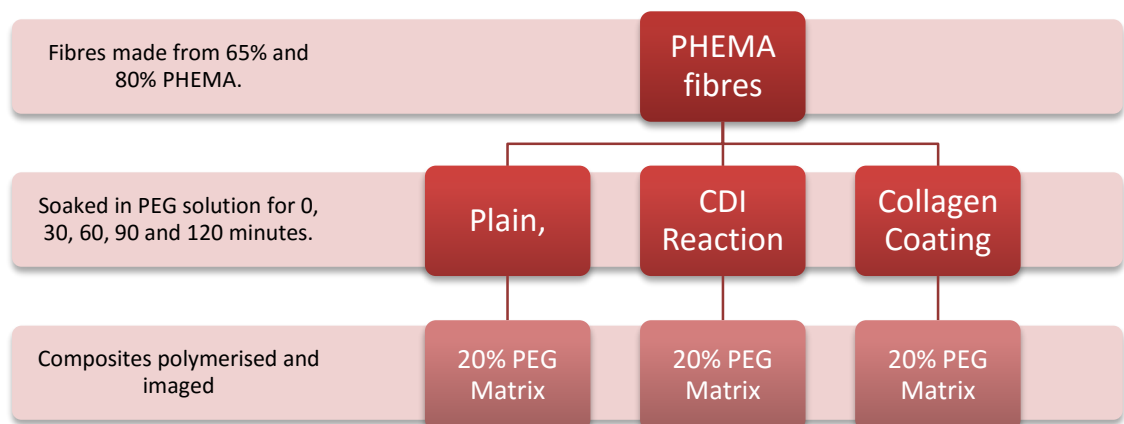 Fibres made from 65% and
80% PHEMA.
PHEMA
fibres
Soaked in PEG solution for 0,
30, 60, 90 and 120 minutes.
Plain,
CDI
Reaction
Collagen
Coating
Composites polymerised and
imaged
20% PEG
Matrix
20% PEG
Matrix
20% PEG
Matrix